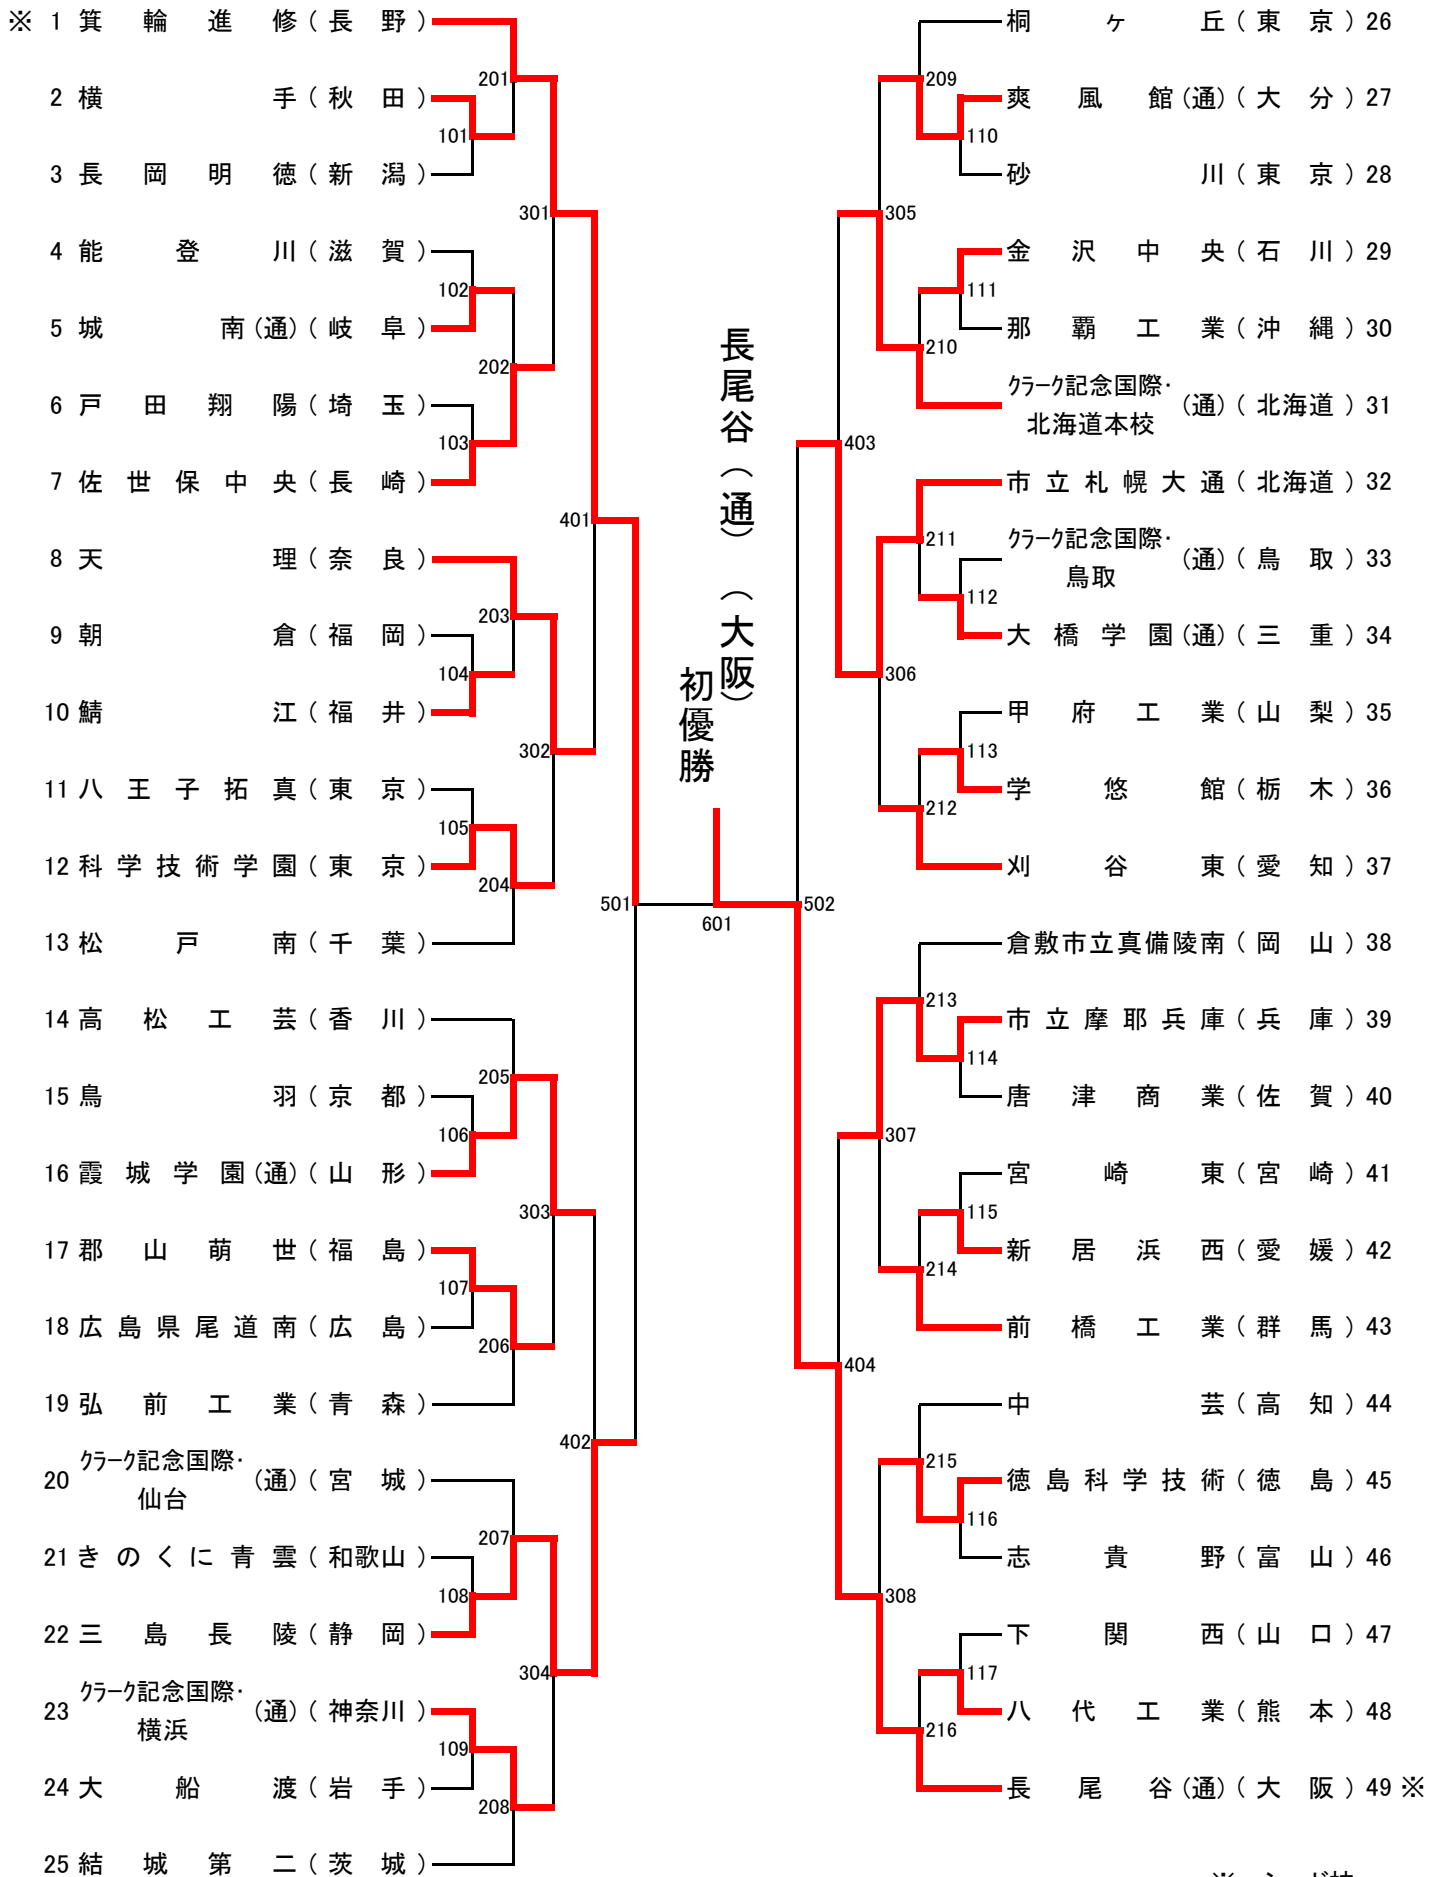 ※ 1 箕輪進修（長野）
2 横手（秋田）
3 長岡明徳（新潟）
4 能登川（滋賀）
5 城南(通)（岐阜）
6 戸田翔陽（埼玉）
7 佐世保中央（長崎）
8 天理（奈良）
9 朝倉（福岡）
10 鯖江（福井）
11 八王子拓真（東京）
12 科学技術学園（東京）
13 松戸南（千葉）
14 高松工芸（香川）
15 鳥羽（京都）
16 霞城学園(通)（山形）
17 郡山萌世（福島）
18 広島県尾道南（広島）
19 弘前工業（青森）
20 クラーク記念国際・
仙台 (通)（宮城）
21 きのくに青雲（和歌山）
22 三島長陵（静岡）
23 クラーク記念国際・
横浜 (通)（神奈川）
24 大船渡（岩手）
25 結城第二（茨城）
101
102
103
104
105
106
107
108
109
201
202
203
204
205
206
207
208
301
302
303
304
401
402
501
長尾谷（通）（大阪）
初優勝
601
502
403
404
305
306
307
308
209
210
211
212
213
214
215
216
110
111
112
113
114
115
116
117
桐ヶ丘（東京）26
爽風館(通)（大分）27
砂川（東京）28
金沢中央（石川）29
那覇工業（沖縄）30
クラーク記念国際・
北海道本校 (通)（北海道）31
市立札幌大通（北海道）32
クラーク記念国際・
鳥取 (通)（鳥取）33
大橋学園(通)（三重）34
甲府工業（山梨）35
学悠館（栃木）36
刈谷東（愛知）37
倉敷市立真備陵南（岡山）38
市立摩耶兵庫（兵庫）39
唐津商業（佐賀）40
宮崎東（宮崎）41
新居浜西（愛媛）42
前橋工業（群馬）43
中芸（高知）44
徳島科学技術（徳島）45
志貴野（富山）46
下関西（山口）47
八代工業（熊本）48
長尾谷(通)（大阪）49 ※